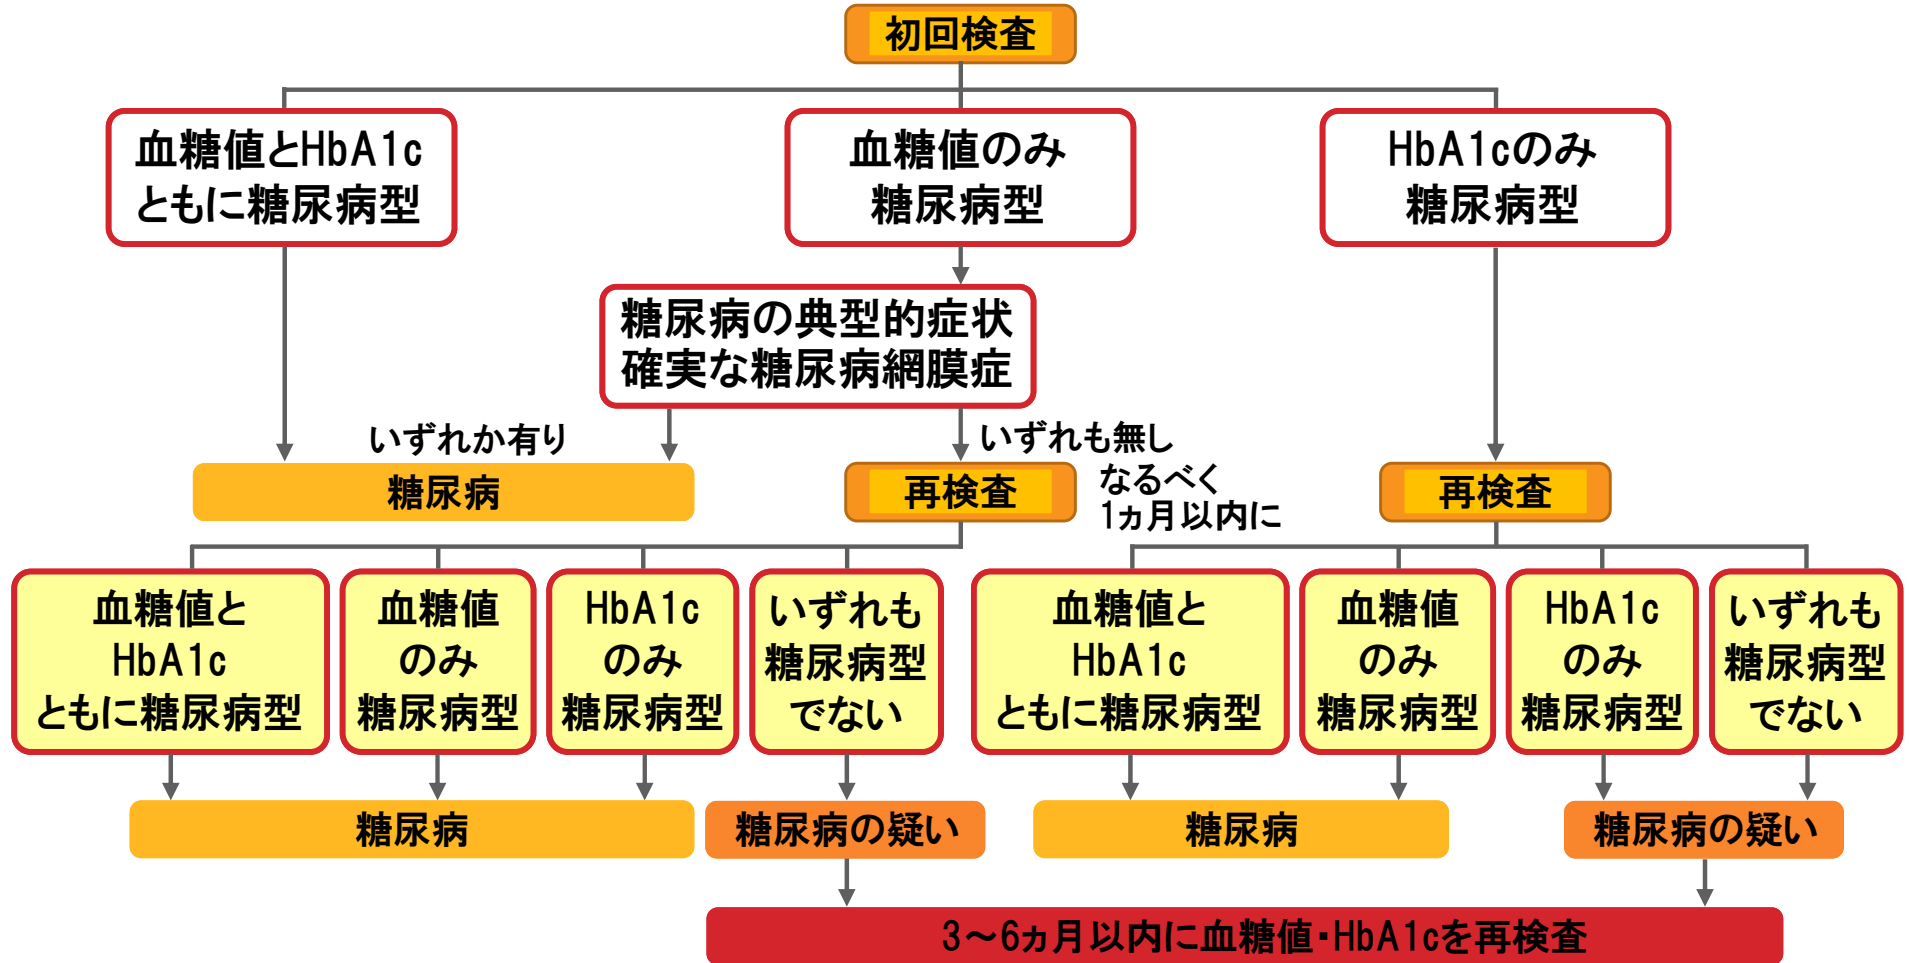 初回検査
血糖値とHbA1c
ともに糖尿病型
血糖値のみ
糖尿病型
HbA1cのみ
糖尿病型
糖尿病の典型的症状
確実な糖尿病網膜症
いずれか有り
いずれも無し
糖尿病
再検査
なるべく
1ヵ月以内に
再検査
血糖値と
HbA1c
ともに糖尿病型
血糖値
のみ
糖尿病型
HbA1c
のみ
糖尿病型
いずれも
糖尿病型
でない
血糖値と
HbA1c
ともに糖尿病型
血糖値
のみ
糖尿病型
HbA1c
のみ
糖尿病型
いずれも
糖尿病型
でない
糖尿病
糖尿病の疑い
糖尿病
糖尿病の疑い
3～6ヵ月以内に血糖値・HbA1cを再検査